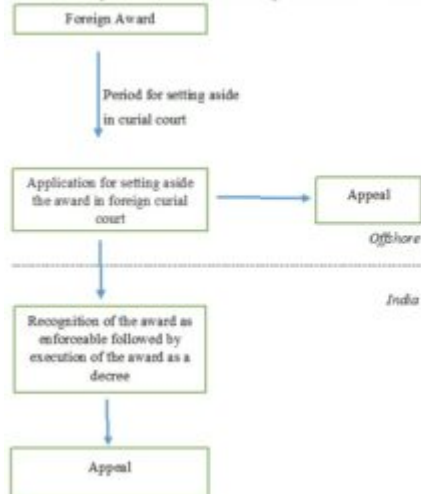 Foreign Award
Period for setting aside
in curial court
Application for setting aside
the award in foreign curial
court
Appeal
Offshore
India
Recognition of the award as
enforceable followed by
execution of the award as a
decree
Appeal